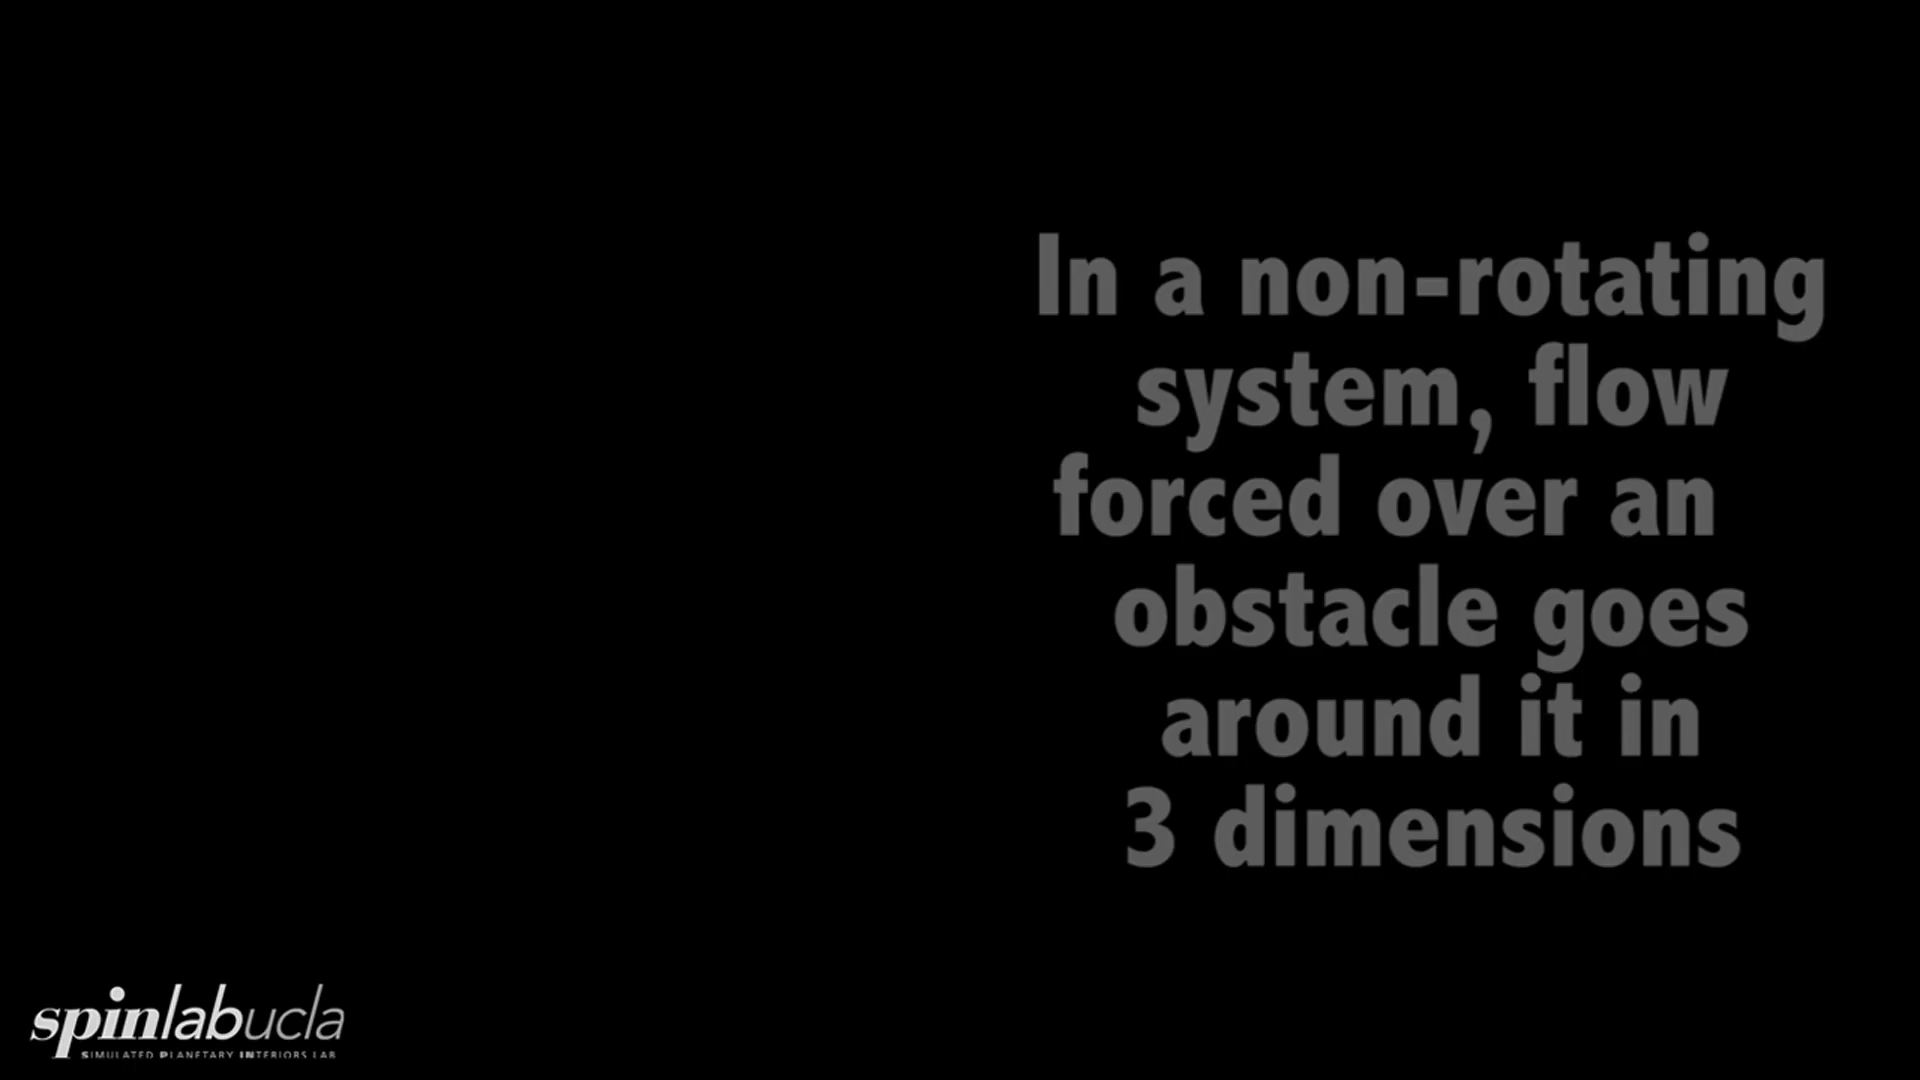 In a non-rotating
system, flow
forced over an
obstacle goes
around it in
3 dimensions
spinlabucla
SIMULATED PLANETARY INTERIORS LAB